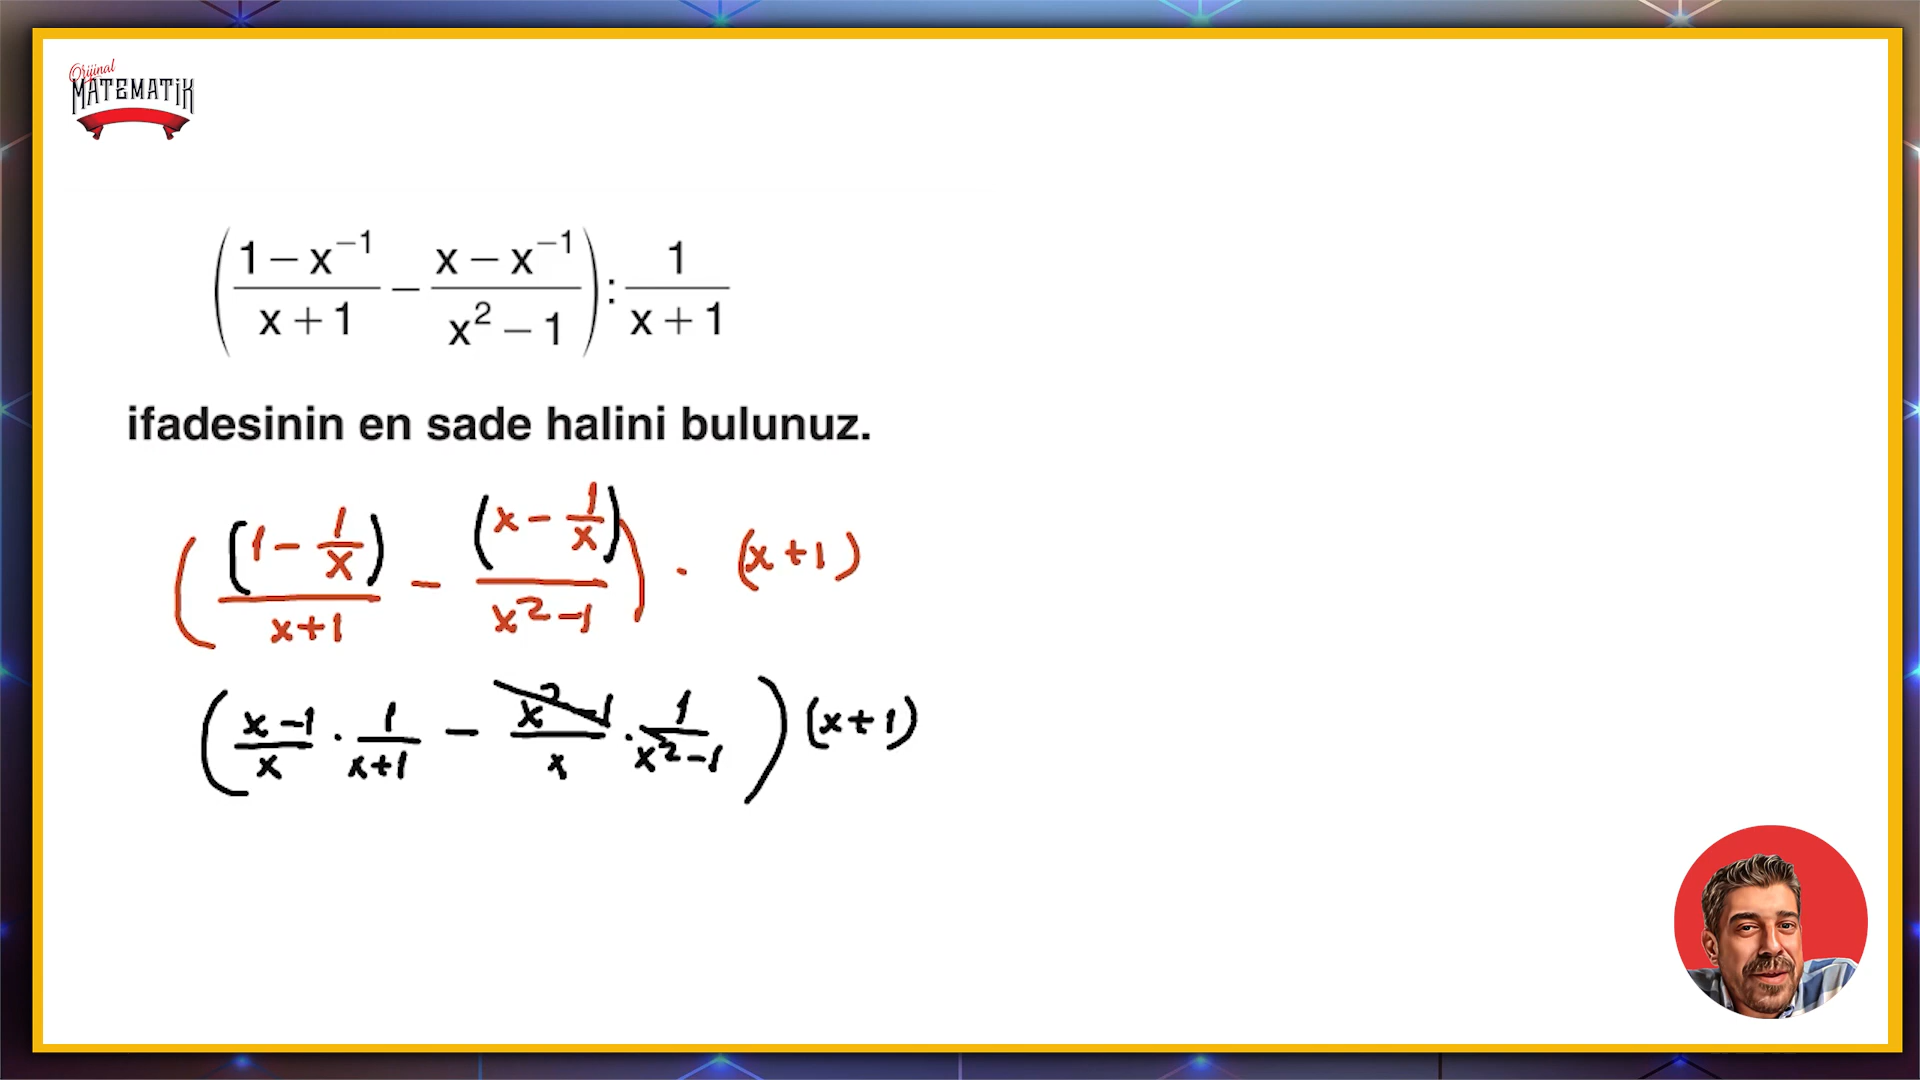 Orijinal
MATEMATİK
((1 − x⁻¹)/(x + 1) − (x − x⁻¹)/(x² − 1)) : 1/(x + 1)
ifadesinin en sade halini bulunuz.
((1 − 1/x)/(x+1) − (x − 1/x)/(x²−1)) · (x+1)
((x−1)/x · 1/(x+1) − (x²−1)/x · 1/(x²−1)) (x+1)